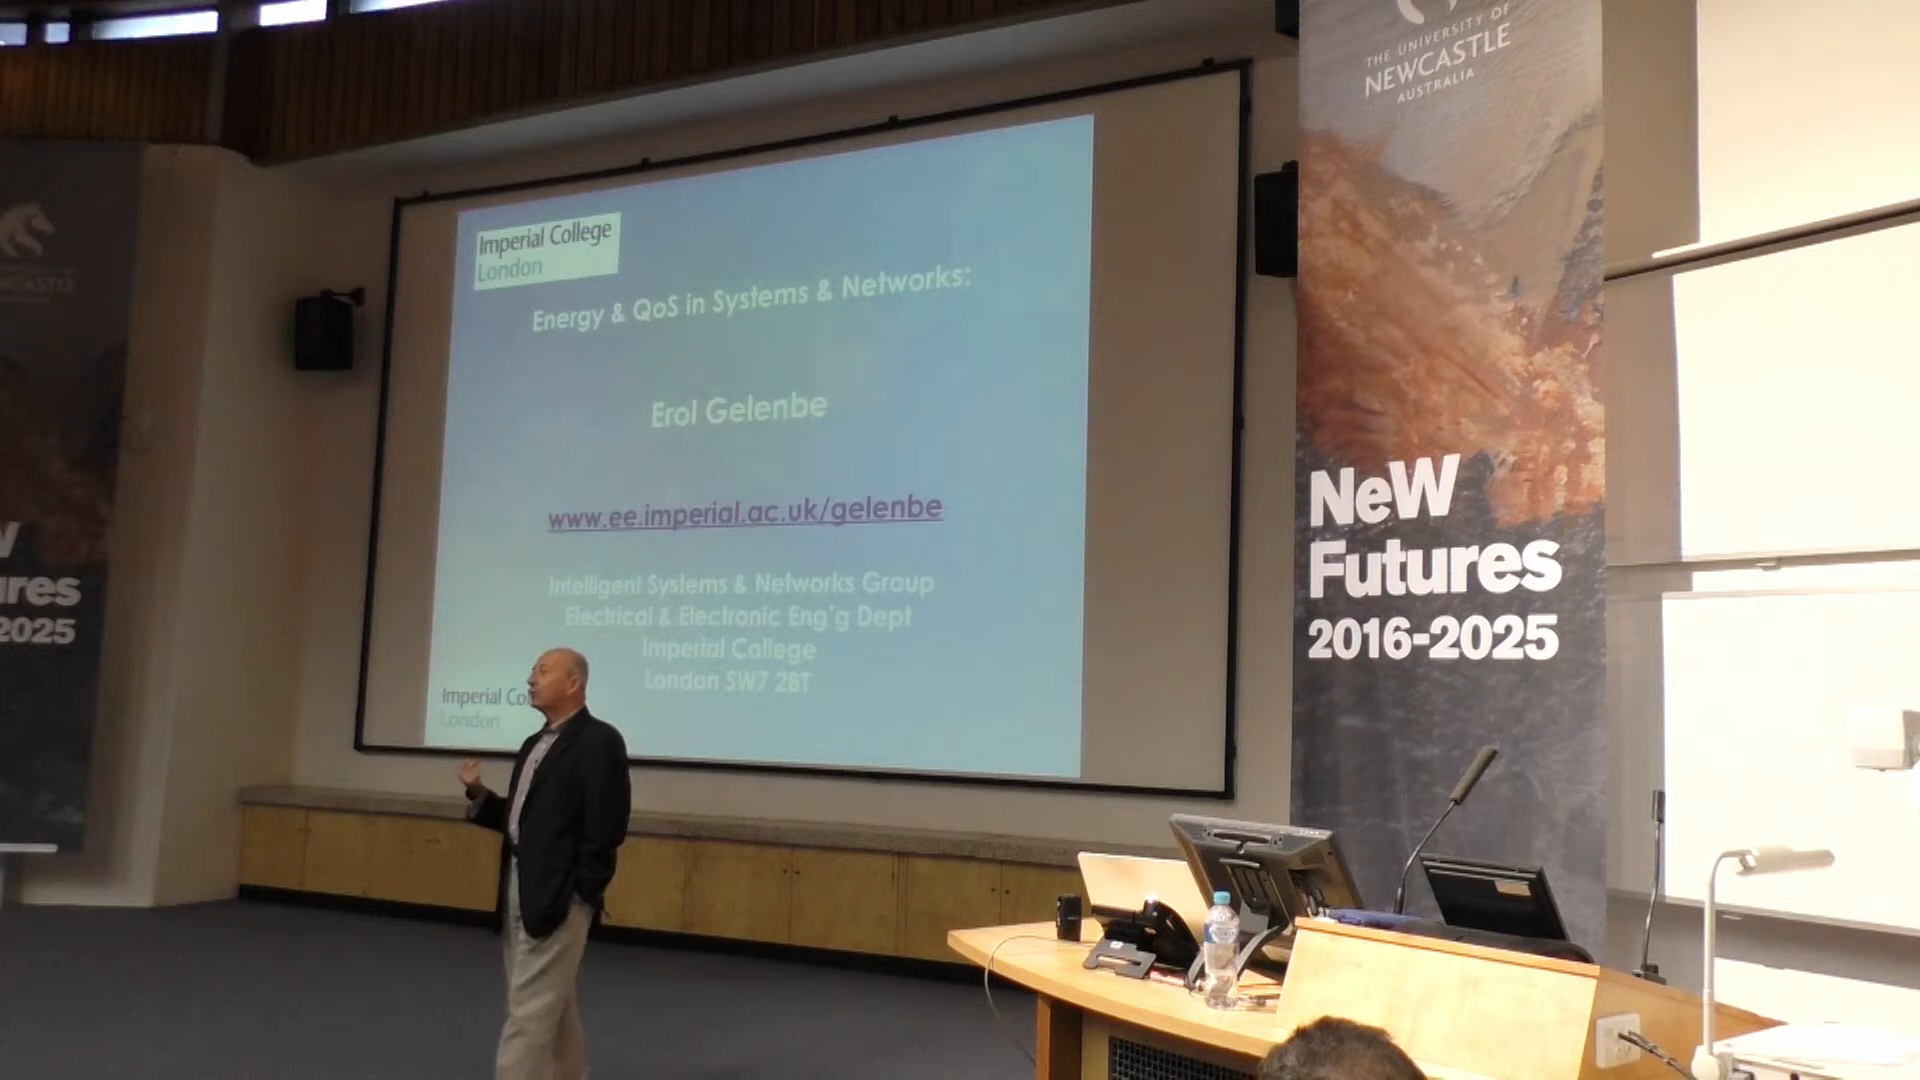 Imperial College
London
Energy & QoS in Systems & Networks:
Erol Gelenbe
www.ee.imperial.ac.uk/gelenbe
Intelligent Systems & Networks Group
Electrical & Electronic Eng'g Dept
Imperial College
London SW7 2BT
Imperial Co
London
THE UNIVERSITY OF
NEWCASTLE
AUSTRALIA
NeW
Futures
2016-2025
WCASTLE
W
ures
2025